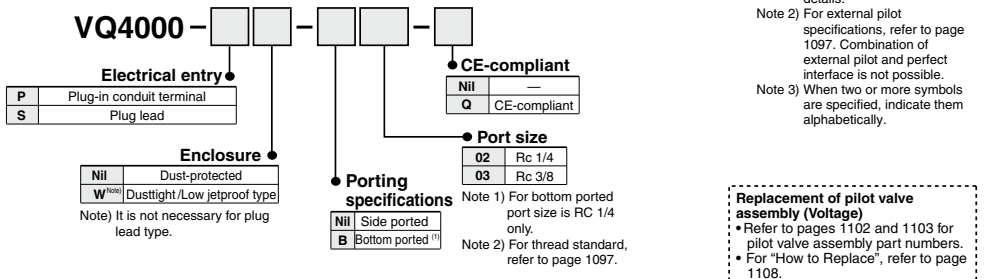 VQ4000 – –   –
Electrical entry
P Plug-in conduit terminal
S Plug lead
Enclosure
Nil Dust-protected
W Note) Dusttight /Low jetproof type
Note) It is not necessary for plug
lead type.
Porting
specifications
Nil Side ported
B Bottom ported (1)
CE-compliant
Nil —
Q CE-compliant
Port size
02 Rc 1/4
03 Rc 3/8
Note 1) For bottom ported
port size is RC 1/4
only.
Note 2) For thread standard,
refer to page 1097.
details.
Note 2) For external pilot
specifications, refer to page
1097. Combination of
external pilot and perfect
interface is not possible.
Note 3) When two or more symbols
are specified, indicate them
alphabetically.
Replacement of pilot valve
assembly (Voltage)
• Refer to pages 1102 and 1103 for
pilot valve assembly part numbers.
• For “How to Replace”, refer to page
1108.